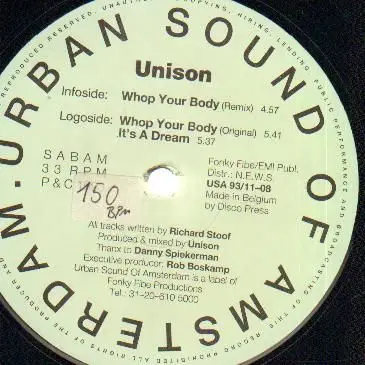 URBAN SOUND OF AMSTERDAM.
Unison
Infoside: Whop Your Body (Remix) 4.57
Logoside: Whop Your Body (Original) 5.41
It's A Dream 5.37
SABAM
33 RPM
P & C
150
BPM
Fonky Fibe/EMI Publ.
Distr.: N.E.W.S.
USA 93/11-08
Made in Belgium
by Disco Press
All tracks written by Richard Stoof
Produced & mixed by Unison
Thanx to Danny Spiekerman
Executive producer: Rob Boskamp
Urban Sound Of Amsterdam is a label of
Fonky Fibe Productions
Tel.: 31-20-610 5000